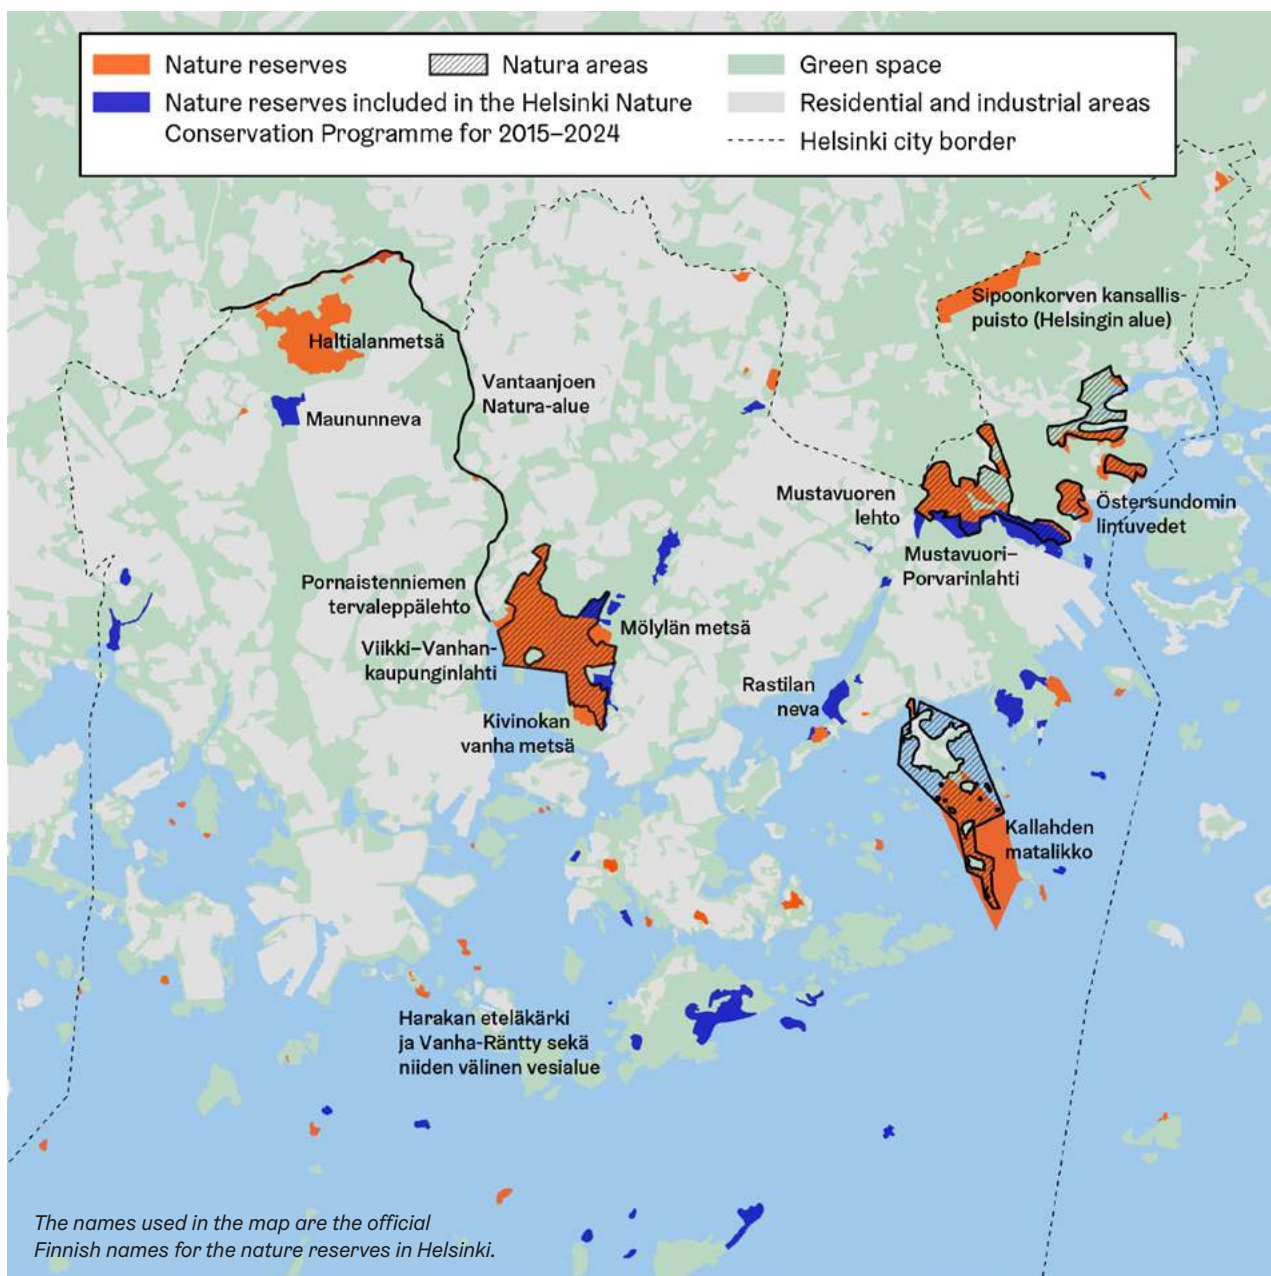 Nature reserves
Natura areas
Green space
Nature reserves included in the Helsinki Nature
Conservation Programme for 2015–2024
Residential and industrial areas
Helsinki city border
Sipoonkorven kansallis-
puisto (Helsingin alue)
Haltialanmetsä
Vantaanjoen
Natura-alue
Maununneva
Mustavuoren
lehto
Östersundomin
lintuvedet
Mustavuori–
Porvarinlahti
Pornaistenniemen
tervaleppälehto
Mölylän metsä
Viikki–Vanhan-
kaupunginlahti
Rastilan
neva
Kivinokan
vanha metsä
Kallahden
matalikko
Harakan eteläkärki
ja Vanha-Räntty sekä
niiden välinen vesialue
The names used in the map are the official
Finnish names for the nature reserves in Helsinki.